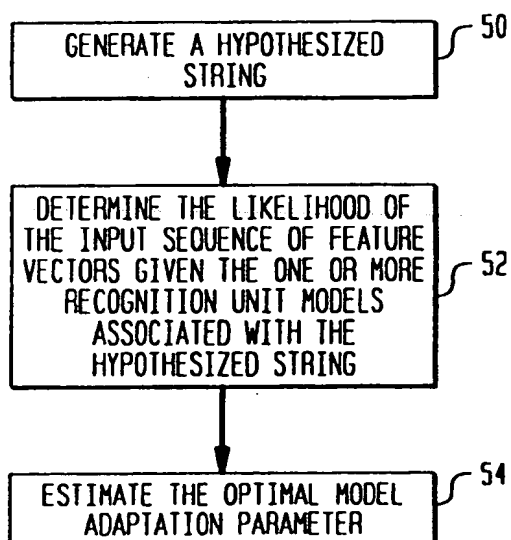 GENERATE A HYPOTHESIZED
STRING
50
DETERMINE THE LIKELIHOOD OF
THE INPUT SEQUENCE OF FEATURE
VECTORS GIVEN THE ONE OR MORE
RECOGNITION UNIT MODELS
ASSOCIATED WITH THE
HYPOTHESIZED STRING
52
ESTIMATE THE OPTIMAL MODEL
ADAPTATION PARAMETER
54